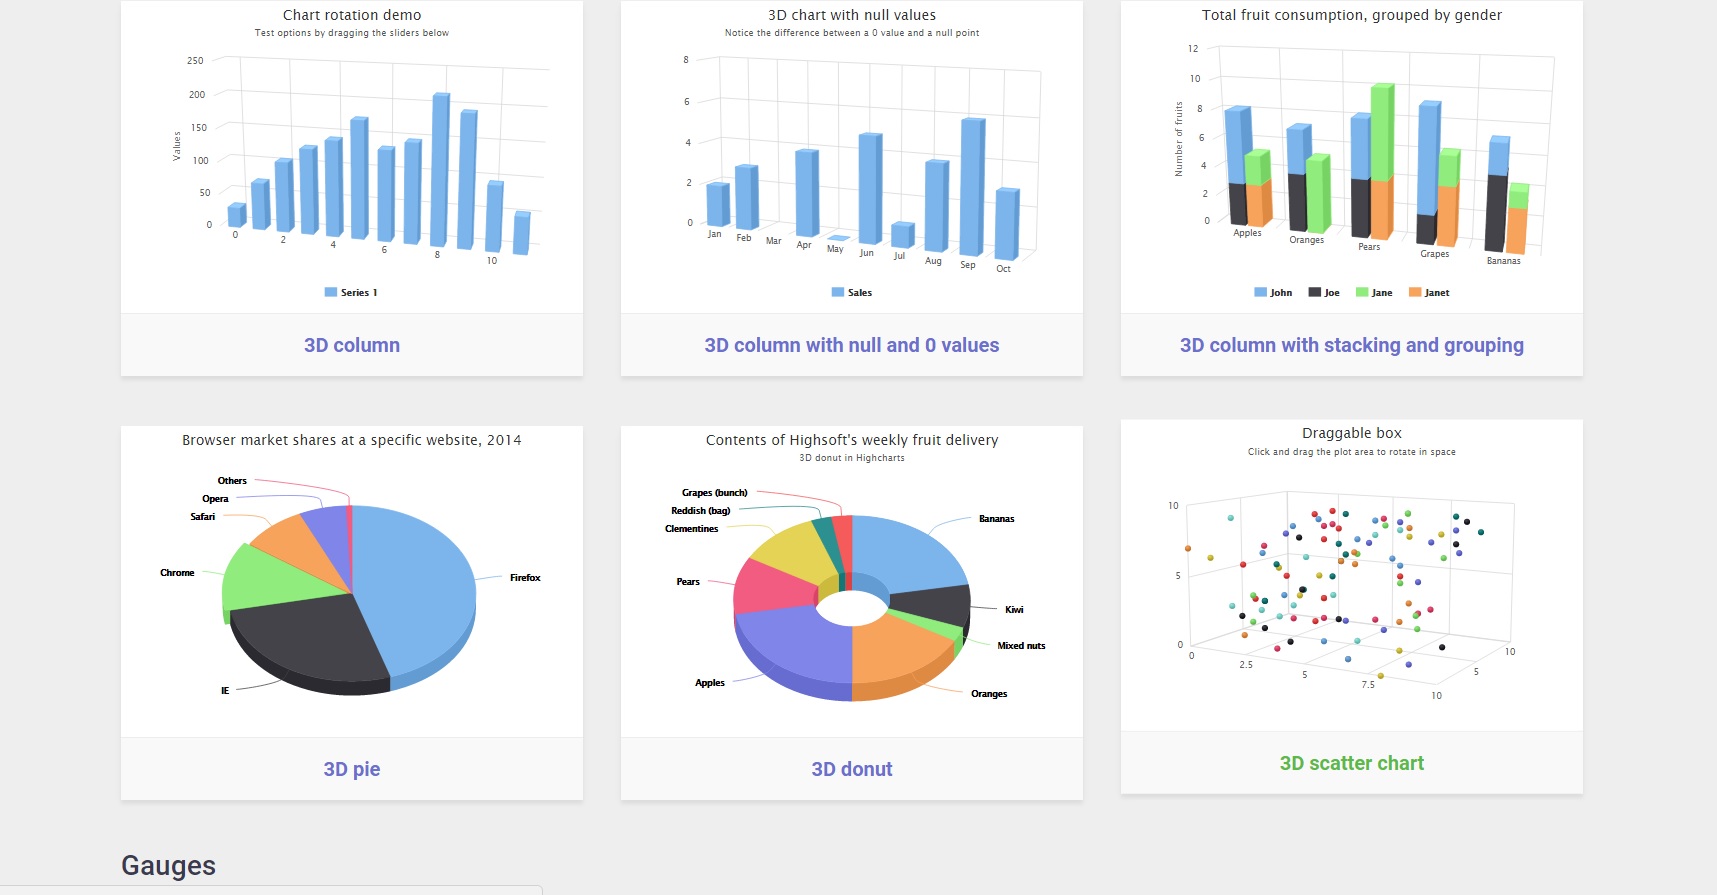 Chart rotation demo
Test options by dragging the sliders below
250
200
150
100
50
0
Values
0
2
4
6
8
10
Series 1
3D column
3D chart with null values
Notice the difference between a 0 value and a null point
8
6
4
2
0
Jan
Feb
Mar
Apr
May
Jun
Jul
Aug
Sep
Oct
Sales
3D column with null and 0 values
Total fruit consumption, grouped by gender
12
10
8
6
4
2
0
Number of fruits
Apples
Oranges
Pears
Grapes
Bananas
John Joe Jane Janet
3D column with stacking and grouping
Browser market shares at a specific website, 2014
Others
Opera
Safari
Chrome
Firefox
IE
3D pie
Contents of Highsoft's weekly fruit delivery
3D donut in Highcharts
Grapes (bunch)
Reddish (bag)
Clementines
Bananas
Pears
Kiwi
Mixed nuts
Apples
Oranges
3D donut
Draggable box
Click and drag the plot area to rotate in space
10
5
0
0
2.5
5
7.5
10
5
10
3D scatter chart
Gauges